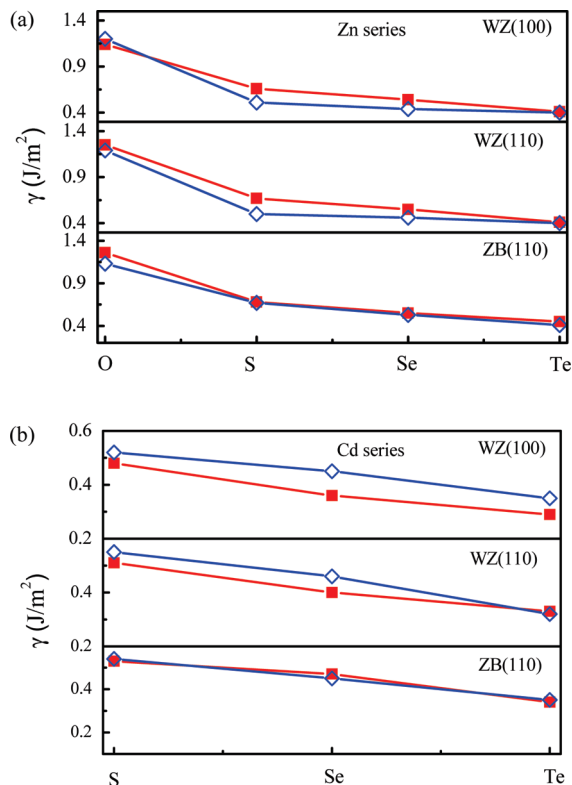 (a)
Zn series
WZ(100)
1.4
0.9
0.4
WZ(110)
1.4
0.9
0.4
ZB(110)
1.4
0.9
0.4
γ (J/m²)
O
S
Se
Te
(b)
Cd series
WZ(100)
0.6
0.4
0.2
WZ(110)
0.4
0.2
ZB(110)
0.4
0.2
γ (J/m²)
S
Se
Te